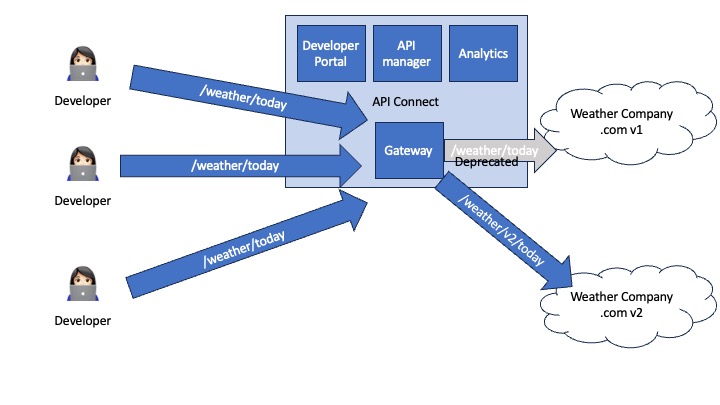 Developer
Portal
API
manager
Analytics
API Connect
Developer
/weather/today
Developer
/weather/today
Developer
/weather/today
Gateway
/weather/today
Deprecated
/weather/v2/today
Weather Company
.com v1
Weather Company
.com v2